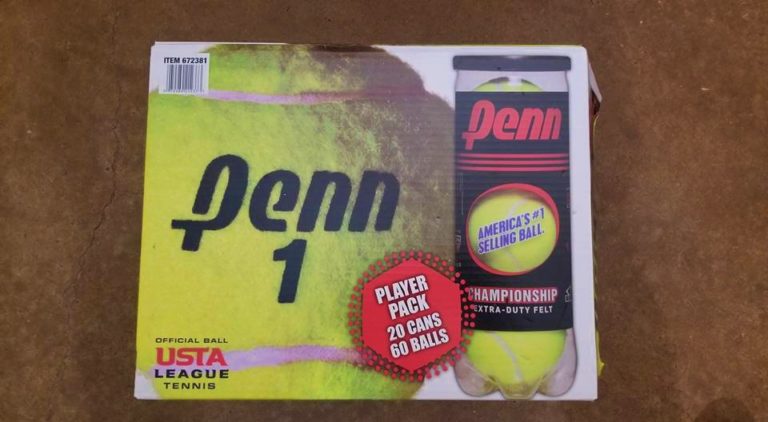 ITEM 672381
Penn
1
OFFICIAL BALL
USTA
LEAGUE
TENNIS
PLAYER
PACK
20 CANS
60 BALLS
Penn
AMERICA'S #1
SELLING BALL.
CHAMPIONSHIP
EXTRA-DUTY FELT